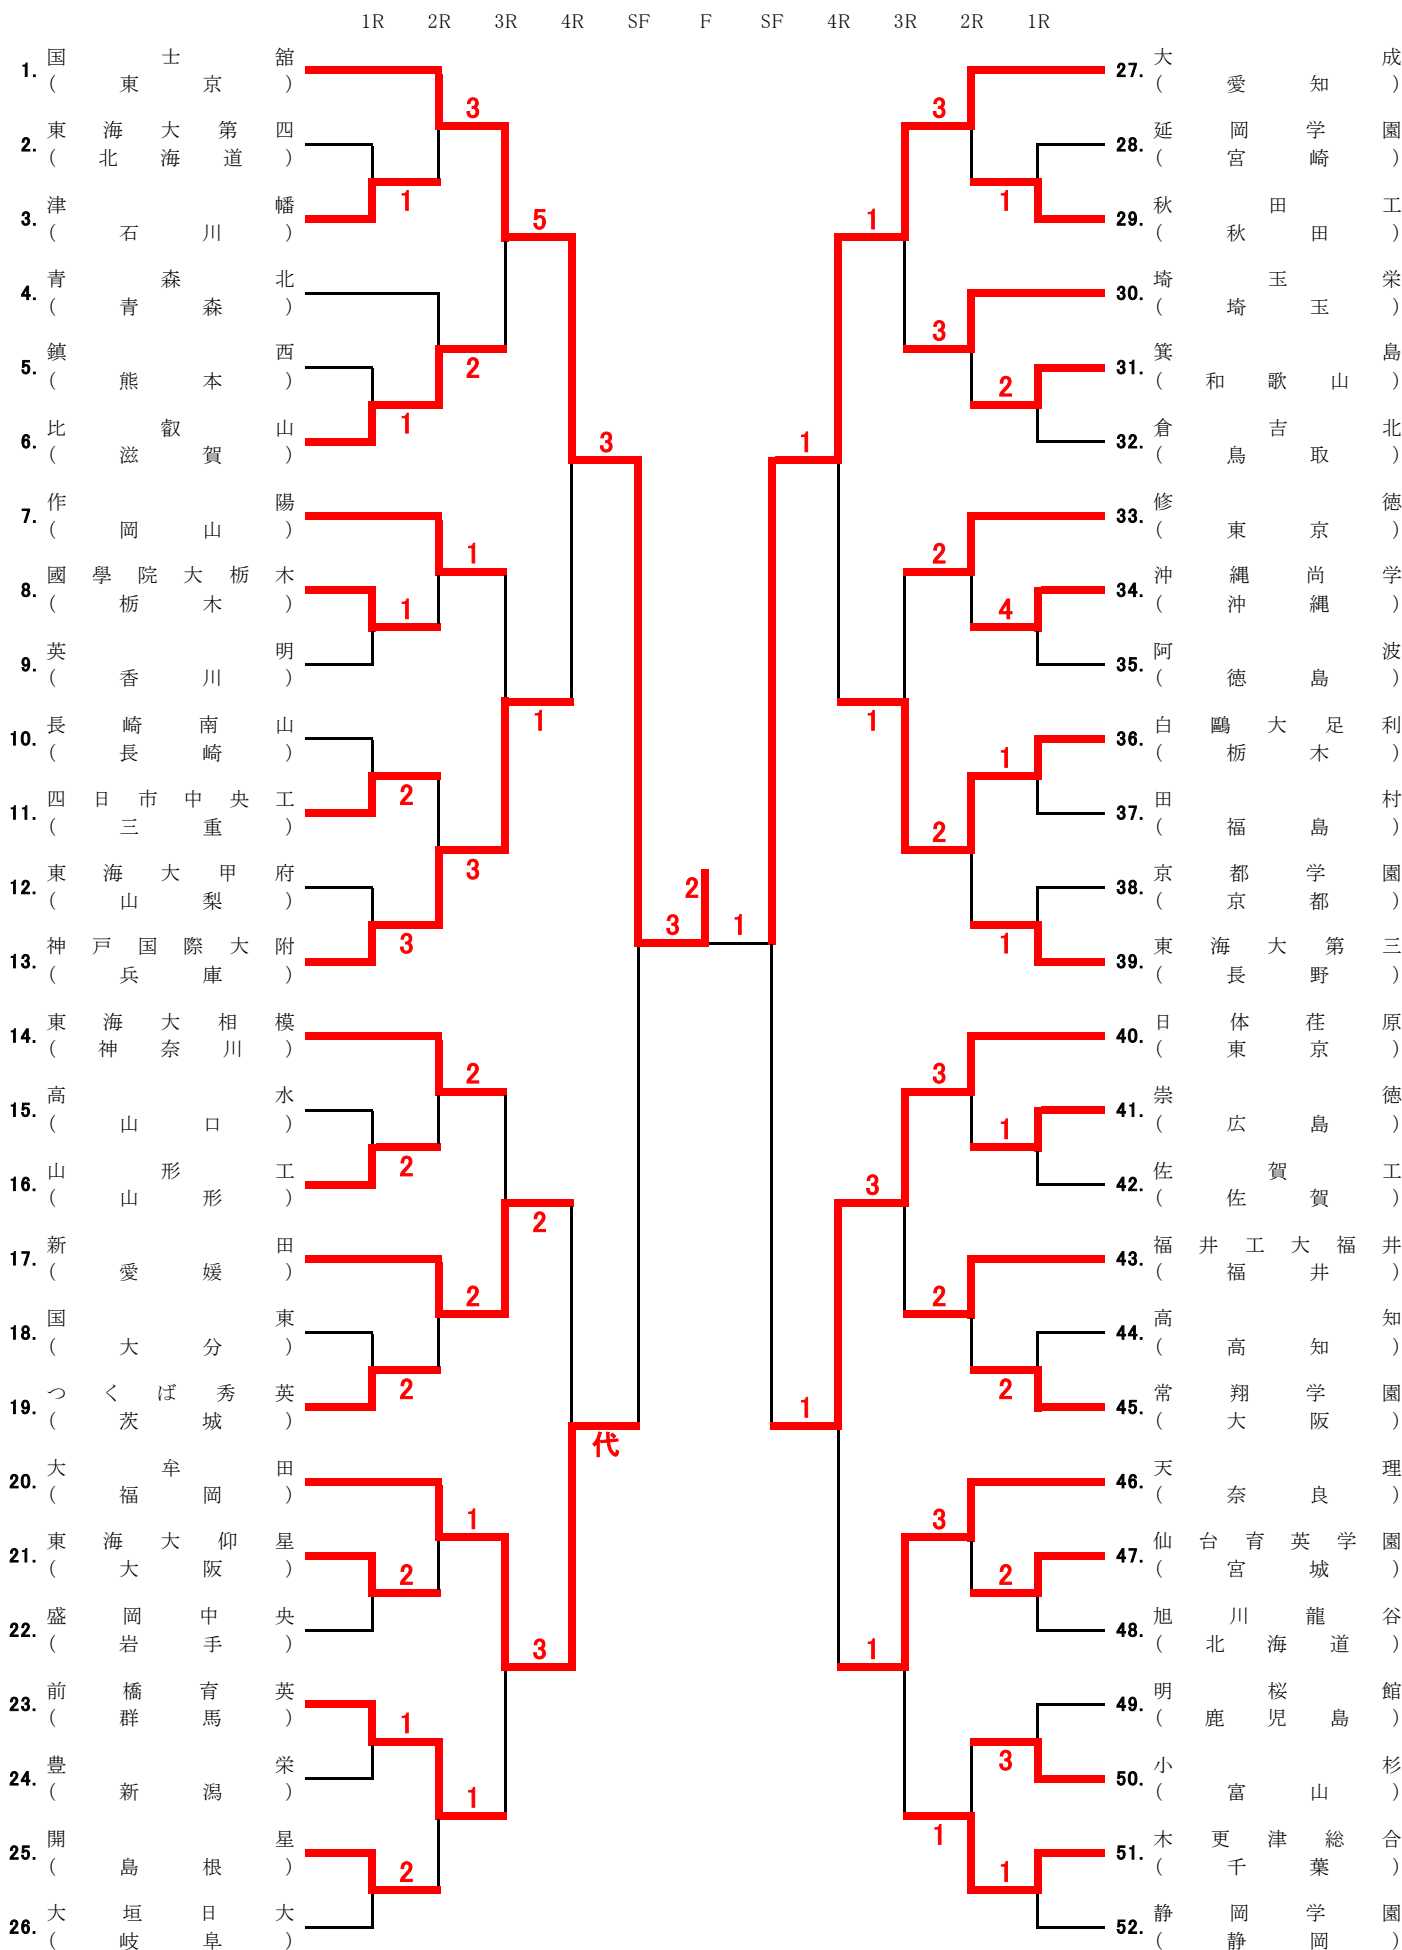 1R 2R 3R 4R SF F SF 4R 3R 2R 1R
1. 国士舘
(東京)
2. 東海大第四
(北海道)
3. 津幡
(石川)
4. 青森北
(青森)
5. 鎮西
(熊本)
6. 比叡山
(滋賀)
7. 作陽
(岡山)
8. 國學院大栃木
(栃木)
9. 英明
(香川)
10. 長崎南山
(長崎)
11. 四日市中央工
(三重)
12. 東海大甲府
(山梨)
13. 神戸国際大附
(兵庫)
14. 東海大相模
(神奈川)
15. 高水
(山口)
16. 山形工
(山形)
17. 新田
(愛媛)
18. 国東
(大分)
19. つくば秀英
(茨城)
20. 大牟田
(福岡)
21. 東海大仰星
(大阪)
22. 盛岡中央
(岩手)
23. 前橋育英
(群馬)
24. 豊栄
(新潟)
25. 開星
(島根)
26. 大垣日大
(岐阜)
1
1
1
2
3
2
2
2
1
2
3
2
1
3
2
2
1
1
5
1
2
3
3
代
3
2
1
1
1
1
1
3
1
3
2
2
3
2
3
1
3
1
2
4
1
1
1
2
2
3
1
27. 大成
(愛知)
28. 延岡学園
(宮崎)
29. 秋田工
(秋田)
30. 埼玉栄
(埼玉)
31. 箕島
(和歌山)
32. 倉吉北
(鳥取)
33. 修徳
(東京)
34. 沖縄尚学
(沖縄)
35. 阿波
(徳島)
36. 白鷗大足利
(栃木)
37. 田村
(福島)
38. 京都学園
(京都)
39. 東海大第三
(長野)
40. 日体荏原
(東京)
41. 崇徳
(広島)
42. 佐賀工
(佐賀)
43. 福井工大福井
(福井)
44. 高知
(高知)
45. 常翔学園
(大阪)
46. 天理
(奈良)
47. 仙台育英学園
(宮城)
48. 旭川龍谷
(北海道)
49. 明桜館
(鹿児島)
50. 小杉
(富山)
51. 木更津総合
(千葉)
52. 静岡学園
(静岡)